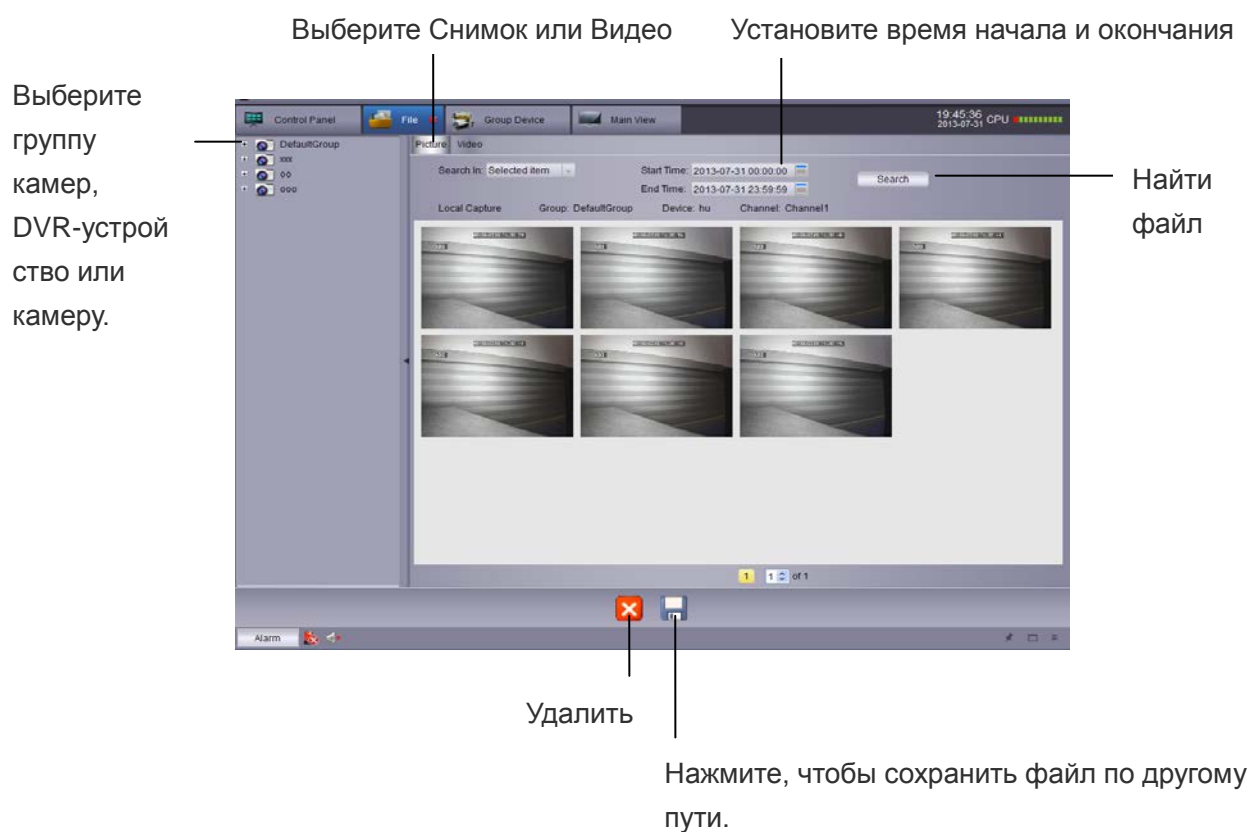 Выберите Снимок или Видео
Установите время начала и окончания
Выберите
группу
камер,
DVR-устрой
ство или
камеру.
Control Panel
File
Group Device
Main View
19:45:36
2013-07-31
CPU
DefaultGroup
xxx
oo
ooo
Picture
Video
Search In: Selected item
Start Time: 2013-07-31 00:00:00
End Time: 2013-07-31 23:59:59
Search
Local Capture
Group: DefaultGroup
Device: hu
Channel: Channel1
Найти
файл
1
1 of 1
Alarm
Удалить
Нажмите, чтобы сохранить файл по другому
пути.